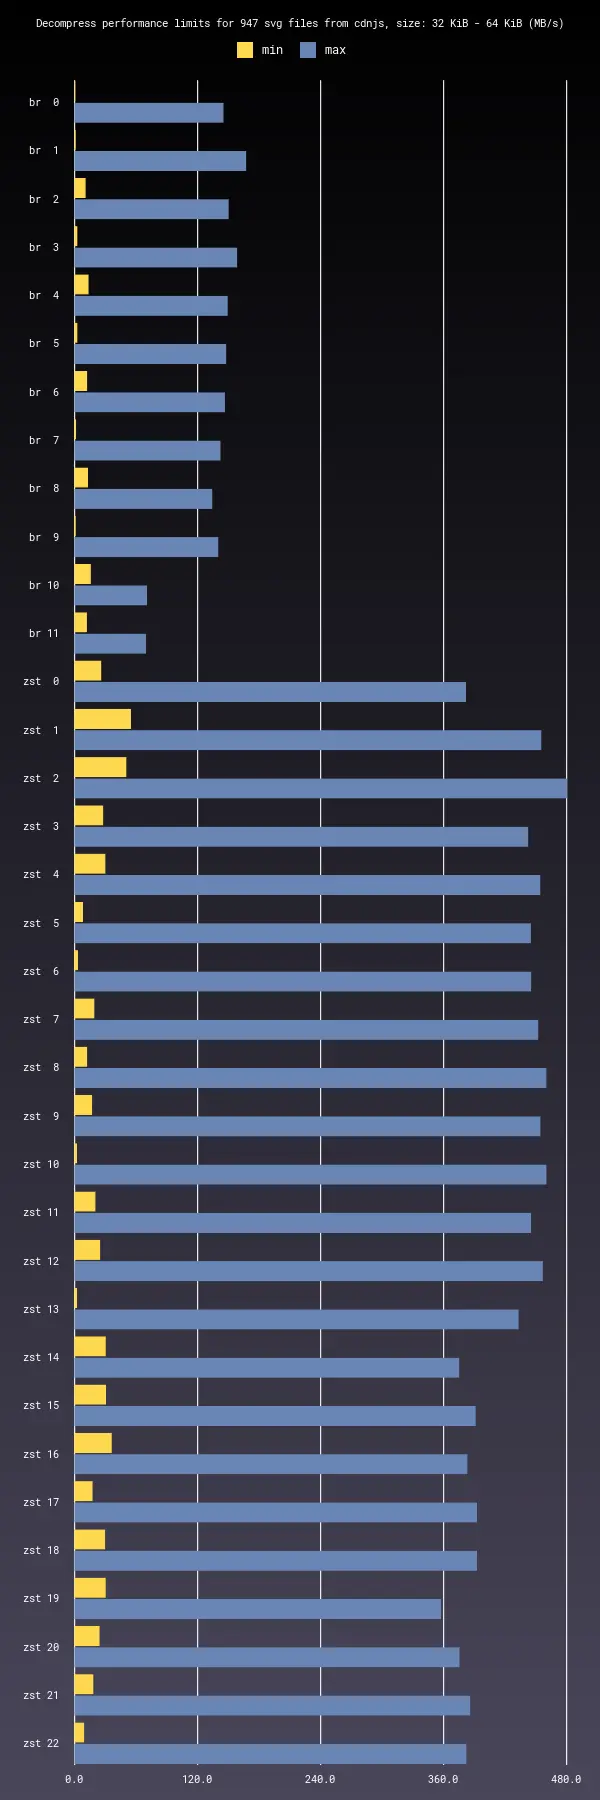 Decompress performance limits for 947 svg files from cdnjs, size: 32 KiB - 64 KiB (MB/s)
min max
br 0
br 1
br 2
br 3
br 4
br 5
br 6
br 7
br 8
br 9
br 10
br 11
zst 0
zst 1
zst 2
zst 3
zst 4
zst 5
zst 6
zst 7
zst 8
zst 9
zst 10
zst 11
zst 12
zst 13
zst 14
zst 15
zst 16
zst 17
zst 18
zst 19
zst 20
zst 21
zst 22
0.0 120.0 240.0 360.0 480.0